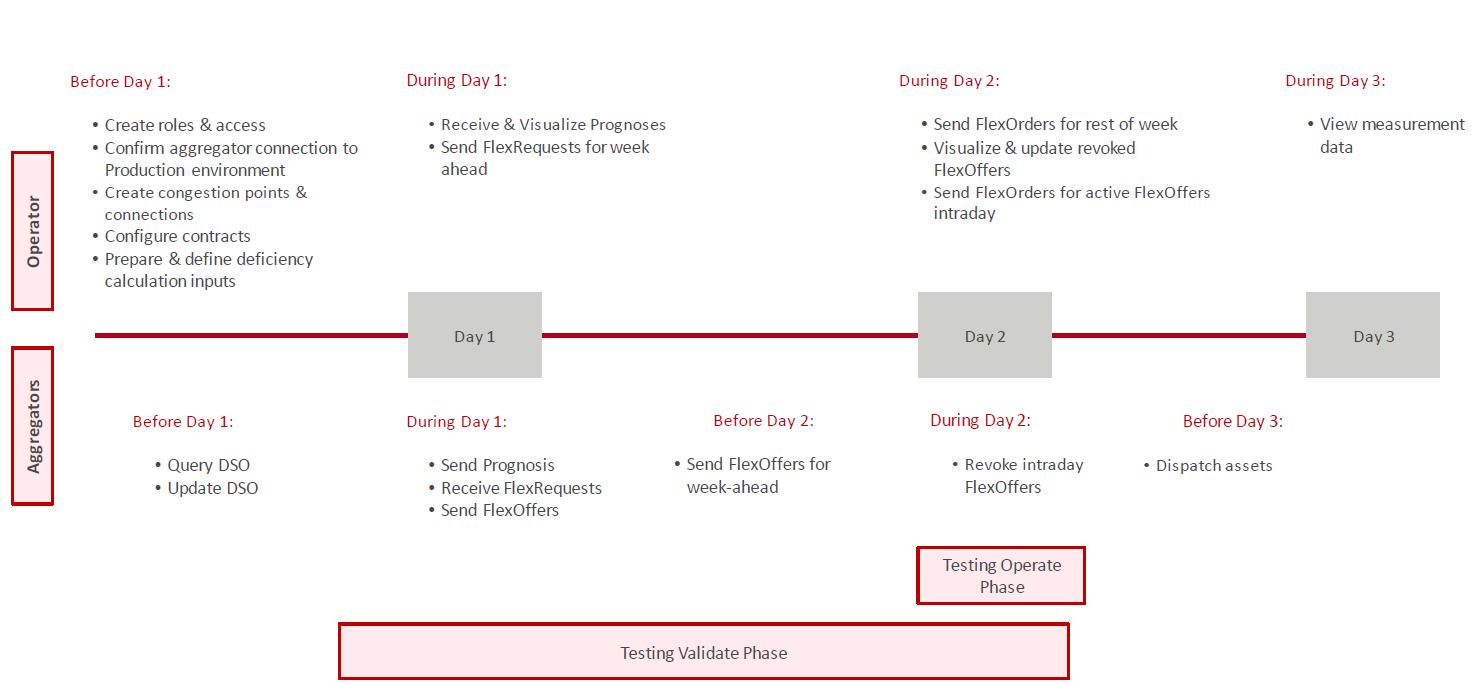 Before Day 1:
• Create roles & access
• Confirm aggregator connection to
Production environment
• Create congestion points &
connections
• Configure contracts
• Prepare & define deficiency
calculation inputs
During Day 1:
• Receive & Visualize Prognoses
• Send FlexRequests for week
ahead
During Day 2:
• Send FlexOrders for rest of week
• Visualize & update revoked
FlexOffers
• Send FlexOrders for active FlexOffers
intraday
During Day 3:
• View measurement
data
Operator
Day 1
Day 2
Day 3
Aggregators
Before Day 1:
• Query DSO
• Update DSO
During Day 1:
• Send Prognosis
• Receive FlexRequests
• Send FlexOffers
Before Day 2:
• Send FlexOffers for
week-ahead
During Day 2:
• Revoke intraday
FlexOffers
Before Day 3:
• Dispatch assets
Testing Operate
Phase
Testing Validate Phase